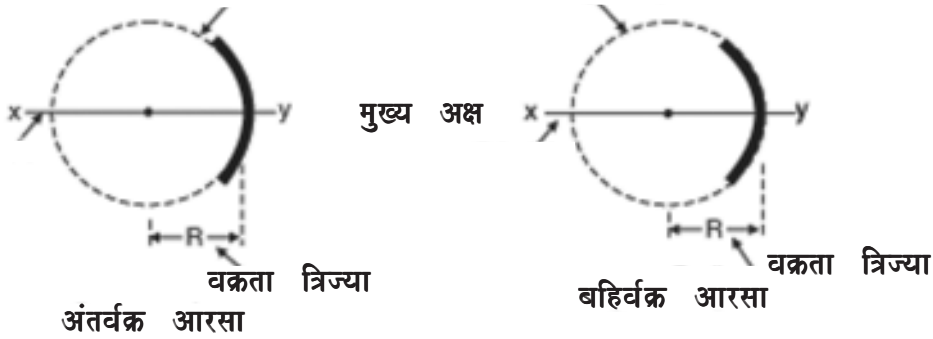 x y मुख्य अक्ष x y
R R
वक्रता त्रिज्या वक्रता त्रिज्या
अंतर्वक्र आरसा बहिर्वक्र आरसा